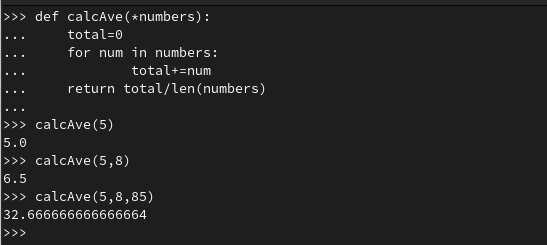 >>> def calcAve(*numbers):
...     total=0
...     for num in numbers:
...             total+=num
...     return total/len(numbers)
...
>>> calcAve(5)
5.0
>>> calcAve(5,8)
6.5
>>> calcAve(5,8,85)
32.666666666666664
>>>